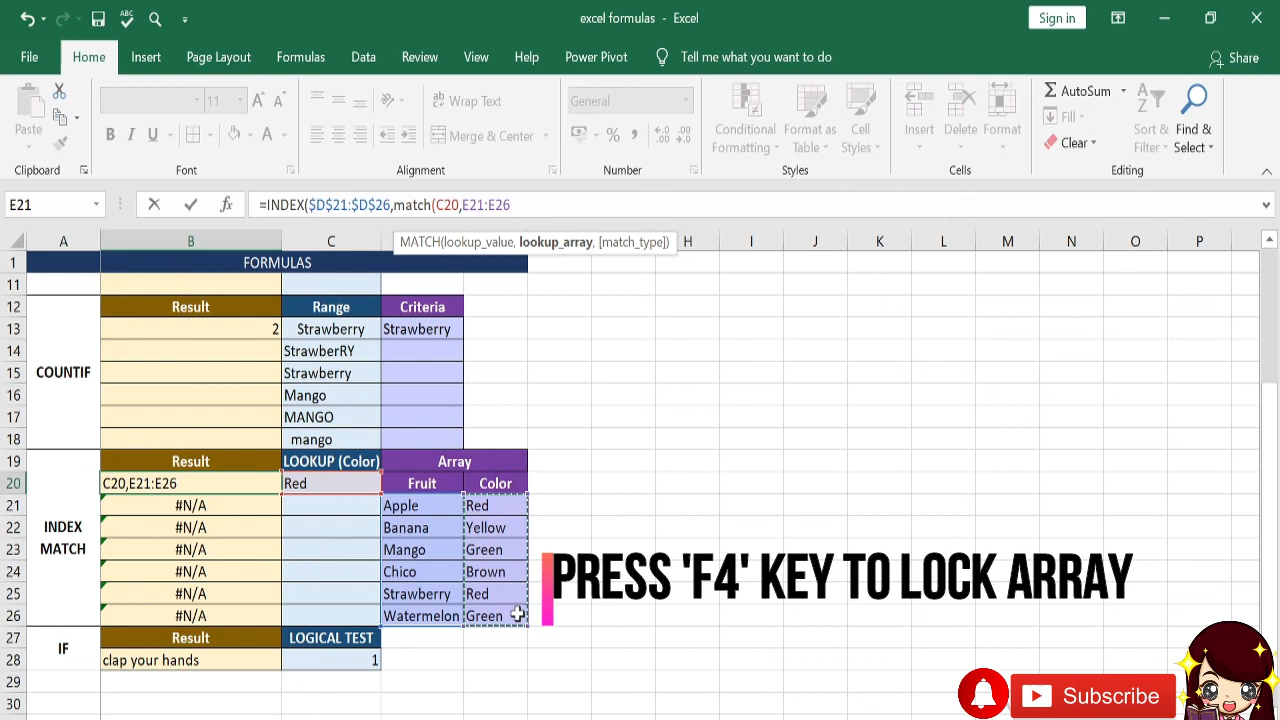 excel formulas - Excel
Sign in
File Home Insert Page Layout Formulas Data Review View Help Power Pivot Tell me what you want to do Share
Paste
Wrap Text
Merge & Center
General
Conditional Formatting
Format as Table
Cell Styles
Insert Delete Format
AutoSum
Fill
Clear
Sort & Filter
Find & Select
Clipboard Font Alignment Number Styles Cells Editing
E21 =INDEX($D$21:$D$26,match(C20,E21:E26
MATCH(lookup_value, lookup_array, [match_type])
A B C H I J K L M N O P
1 FORMULAS
11
12 Result Range Criteria
13 2 Strawberry Strawberry
14 StrawberRY
15 Strawberry
COUNTIF
16 Mango
17 MANGO
18 mango
19 Result LOOKUP (Color) Array
20 C20,E21:E26 Red Fruit Color
21 #N/A Apple Red
22 #N/A Banana Yellow
INDEX MATCH
23 #N/A Mango Green
24 #N/A Chico Brown
25 #N/A Strawberry Red
26 #N/A Watermelon Green
PRESS 'F4' KEY TO LOCK ARRAY
27 Result LOGICAL TEST
IF
28 clap your hands 1
29
30
Subscribe